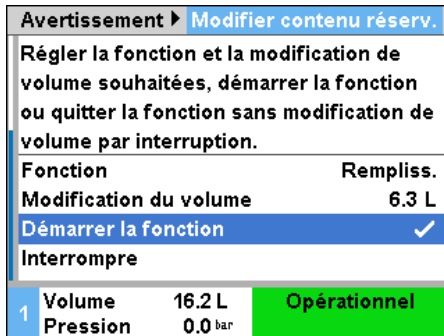 Avertissement ▶ Modifier contenu réserv.
Régler la fonction et la modification de
volume souhaitées, démarrer la fonction
ou quitter la fonction sans modification de
volume par interruption.
Fonction Rempliss.
Modification du volume 6.3 L
Démarrer la fonction ✓
Interrompre
1 Volume 16.2 L Opérationnel
Pression 0.0 bar